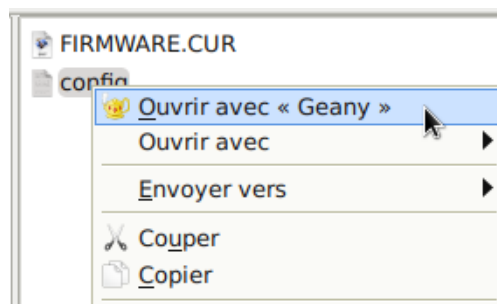 FIRMWARE.CUR
config
Ouvrir avec « Geany »
Ouvrir avec
Envoyer vers
Couper
Copier